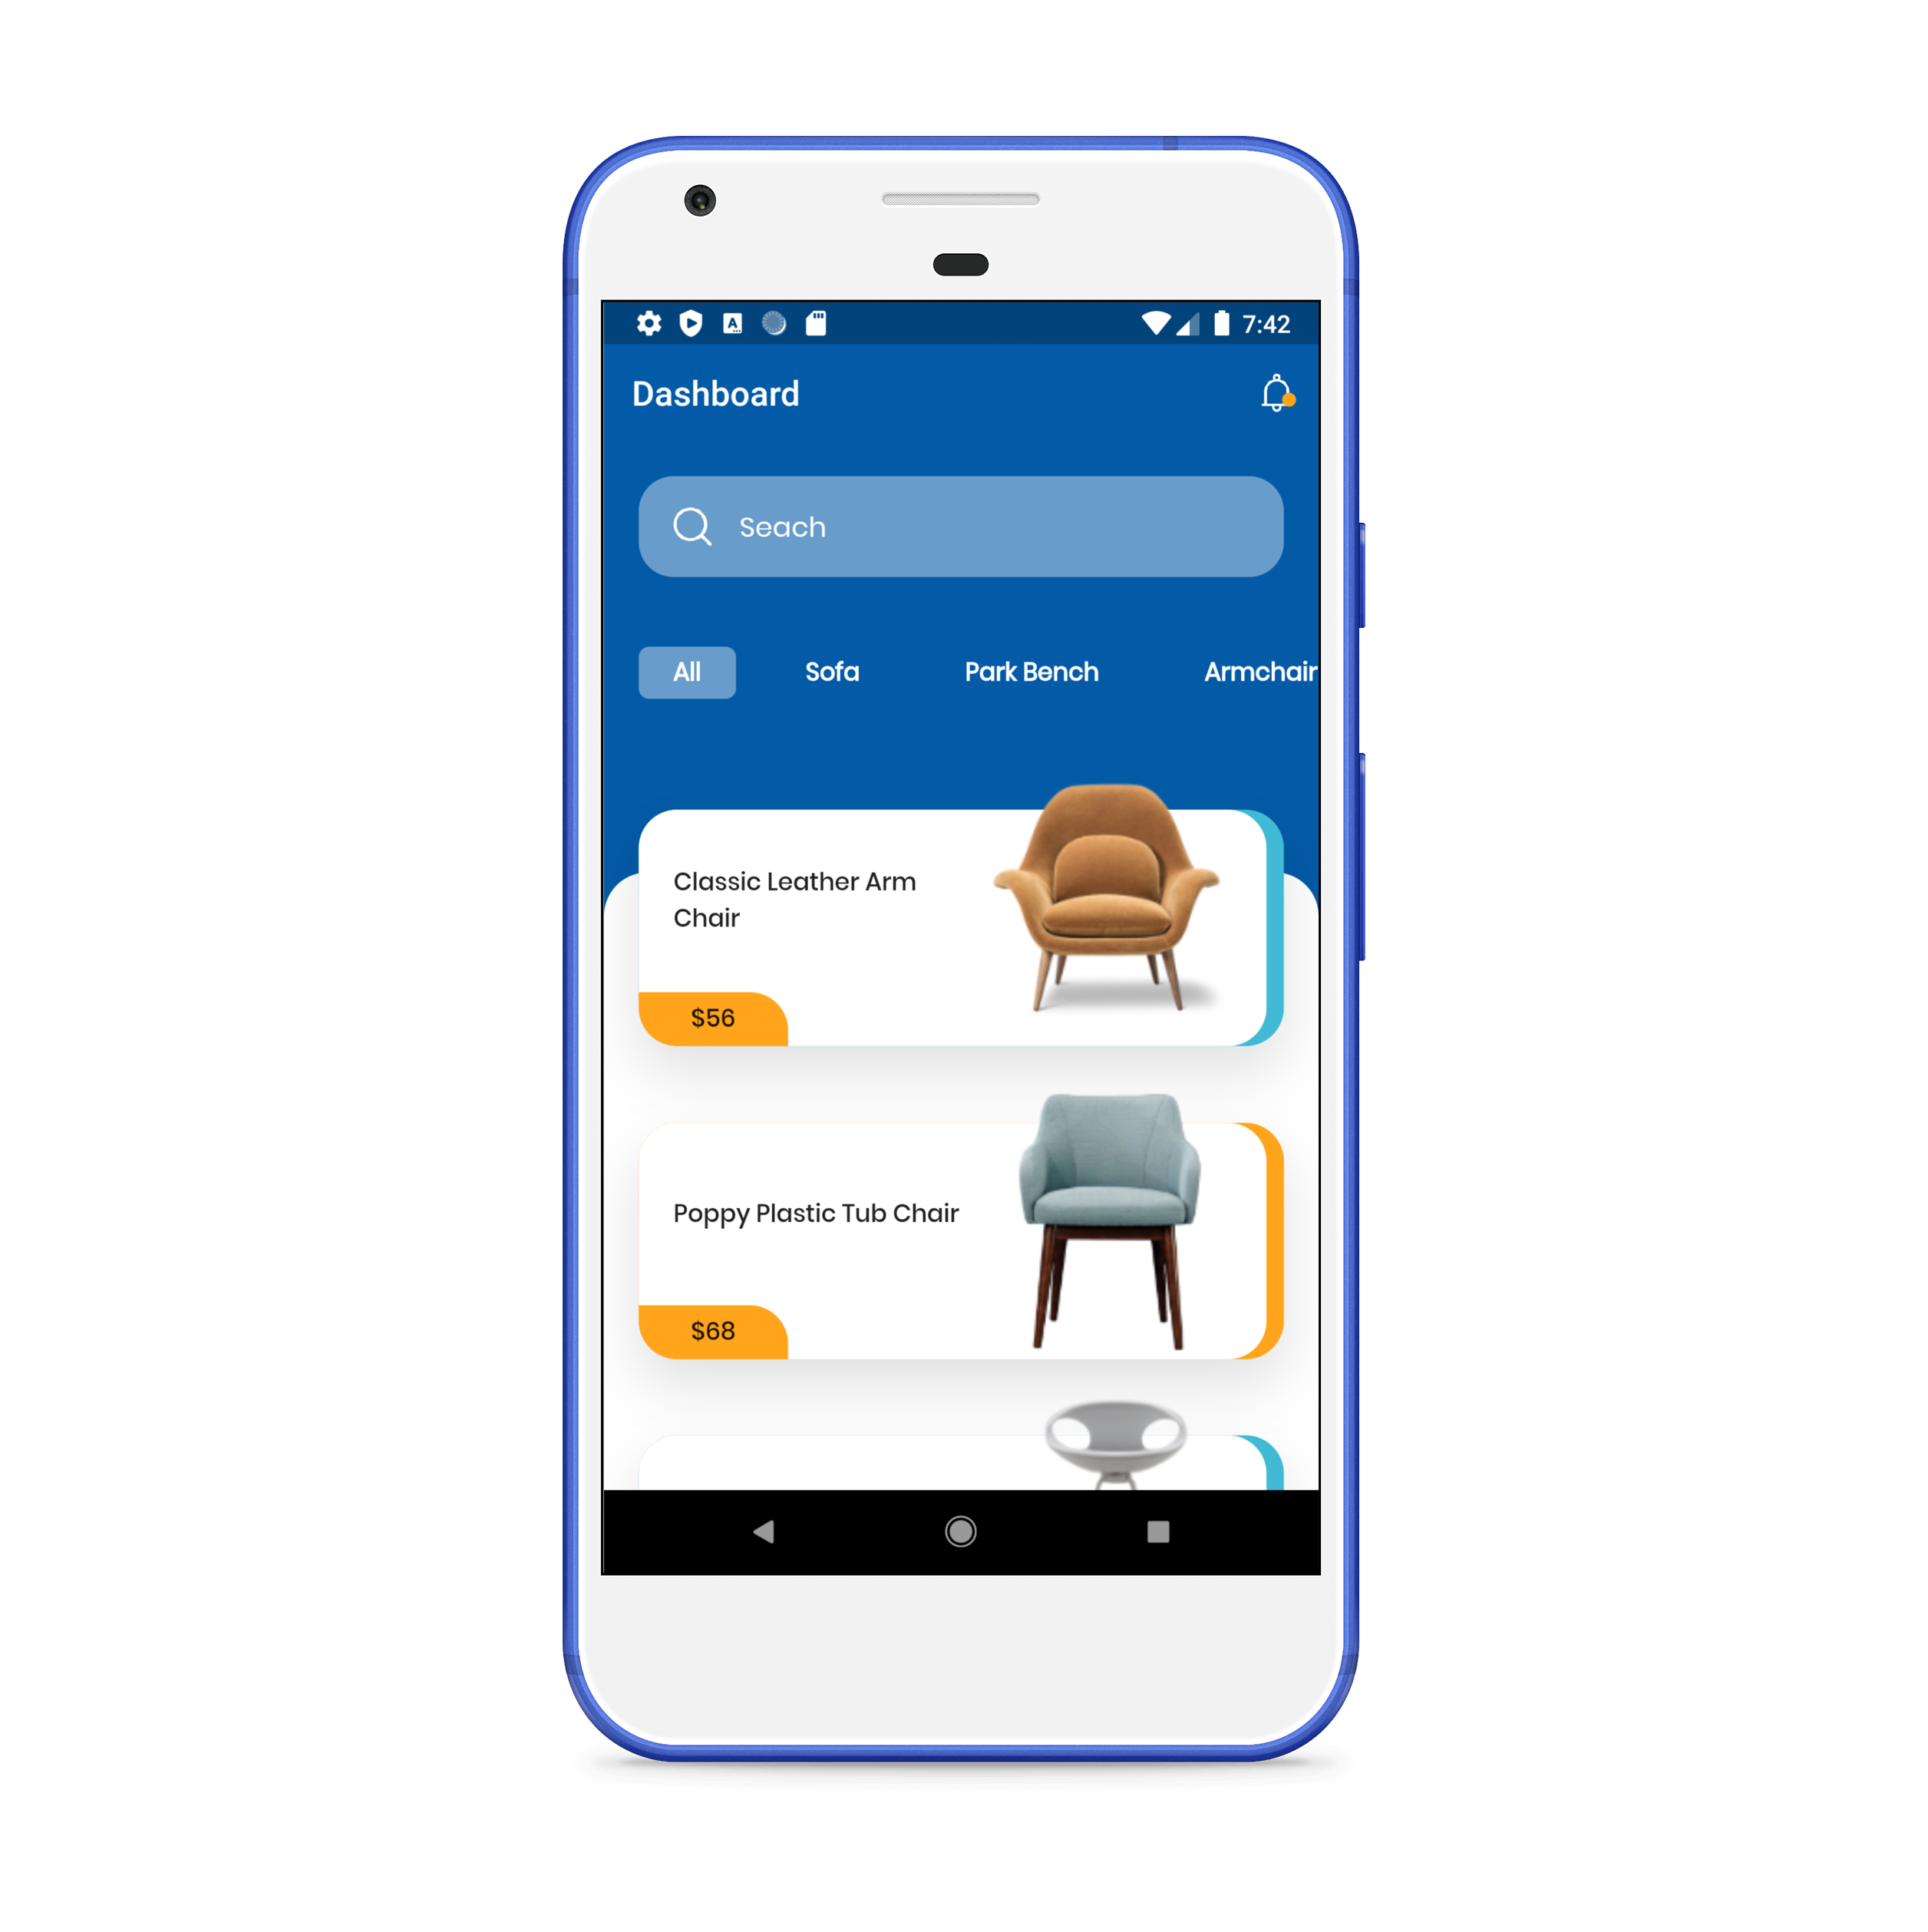 7:42
Dashboard
Seach
All Sofa Park Bench Armchair
Classic Leather Arm
Chair
$56
Poppy Plastic Tub Chair
$68